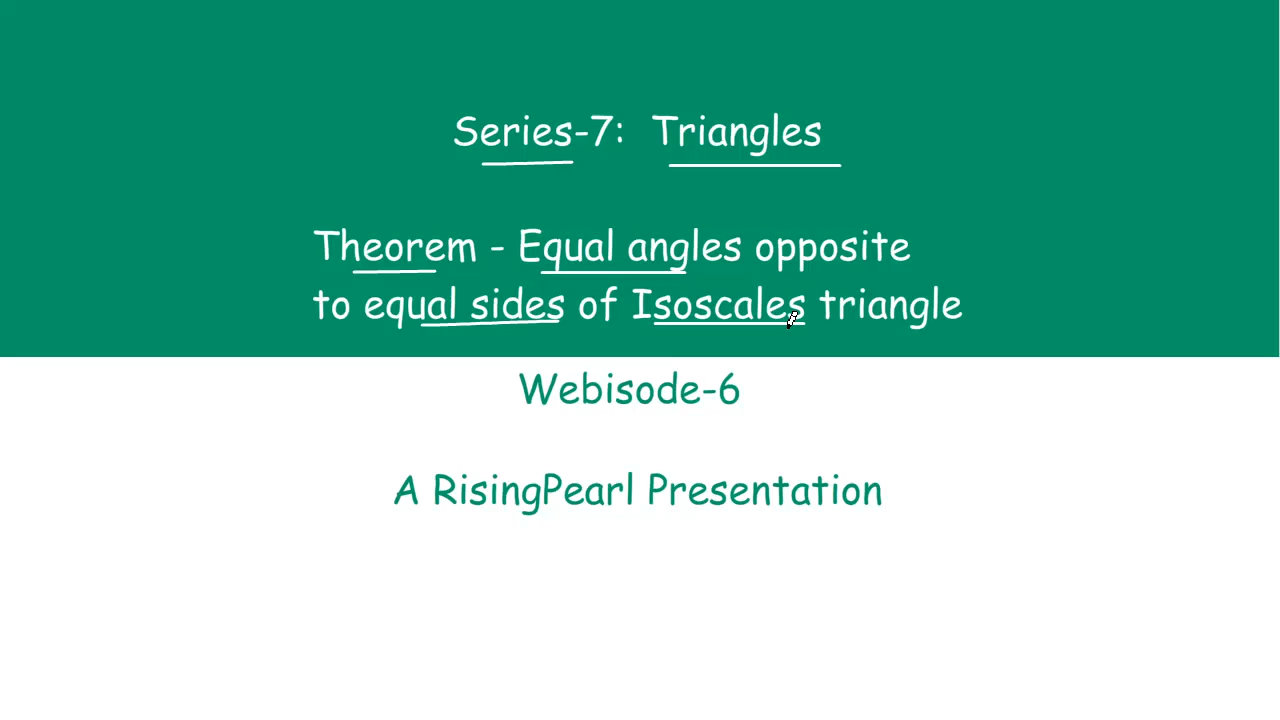 Series-7: Triangles
Theorem - Equal angles opposite
to equal sides of Isoscales triangle
Webisode-6
A RisingPearl Presentation